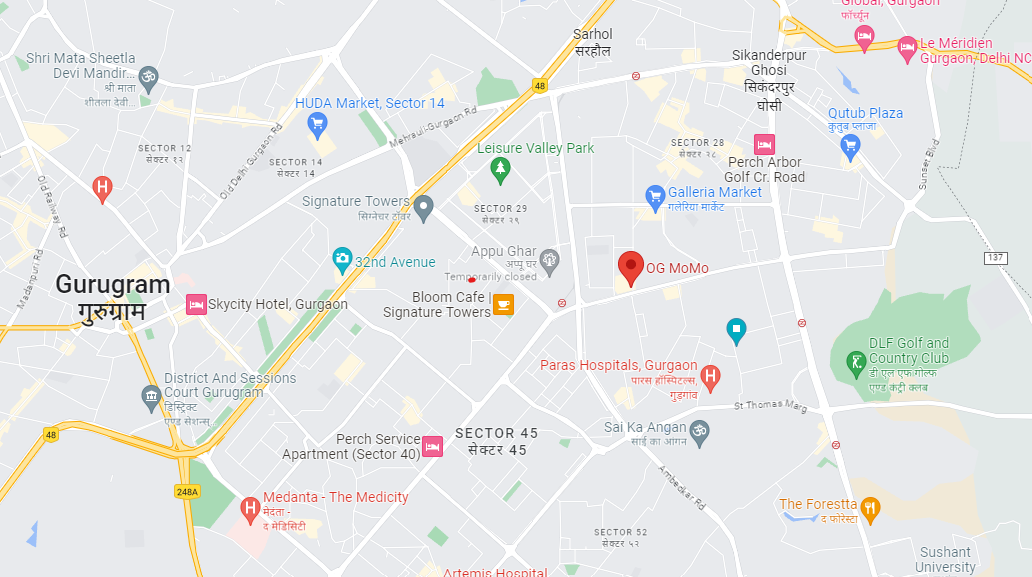 Global, Gurgaon
फॉर्च्यून
Sarhol
सरहौल
Le Méridien
Gurgaon, Delhi NC
Shri Mata Sheetla
Devi Mandir...
श्री माता
शीतला देवी...
Sikanderpur
Ghosi
सिकंदरपुर
घोसी
48
HUDA Market, Sector 14
Mehrauli-Gurgaon Rd
Qutub Plaza
कुतुब प्लाजा
Old Delhi Gurgaon Rd
SECTOR 12
सेक्टर १२
SECTOR 14
सेक्टर 14
Leisure Valley Park
SECTOR 28
सेक्टर २८
Perch Arbor
Golf Cr. Road
Sunset Blvd
Old Railway Rd
Signature Towers
सिग्नेचर टॉवर
SECTOR 29
सेक्टर २९
Galleria Market
गलेरिया मार्केट
Madanpuri Rd
32nd Avenue
Appu Ghar
अप्पू घर
Temporarily closed
OG MoMo
137
Gurugram
गुरुग्राम
Skycity Hotel, Gurgaon
Bloom Cafe |
Signature Towers
DLF Golf and
Country Club
डी एल एफ गोल्फ
एण्ड कंट्री क्लब
Paras Hospitals, Gurgaon
पारस हॉस्पिटल्स,
गुड़गांव
District And Sessions
Court Gurugram
डिस्ट्रिक्ट
एण्ड सेशन्स...
St Thomas Marg
Sai Ka Angan
साईं का आंगन
48
Perch Service
Apartment (Sector 40)
SECTOR 45
सेक्टर 45
248A
Ambedkar Rd
Medanta - The Medicity
मेदंता -
द मेडिसिटी
The Forestta
द फोरेस्टा
SECTOR 52
सेक्टर ५२
Sushant
University
Artemis Hospital